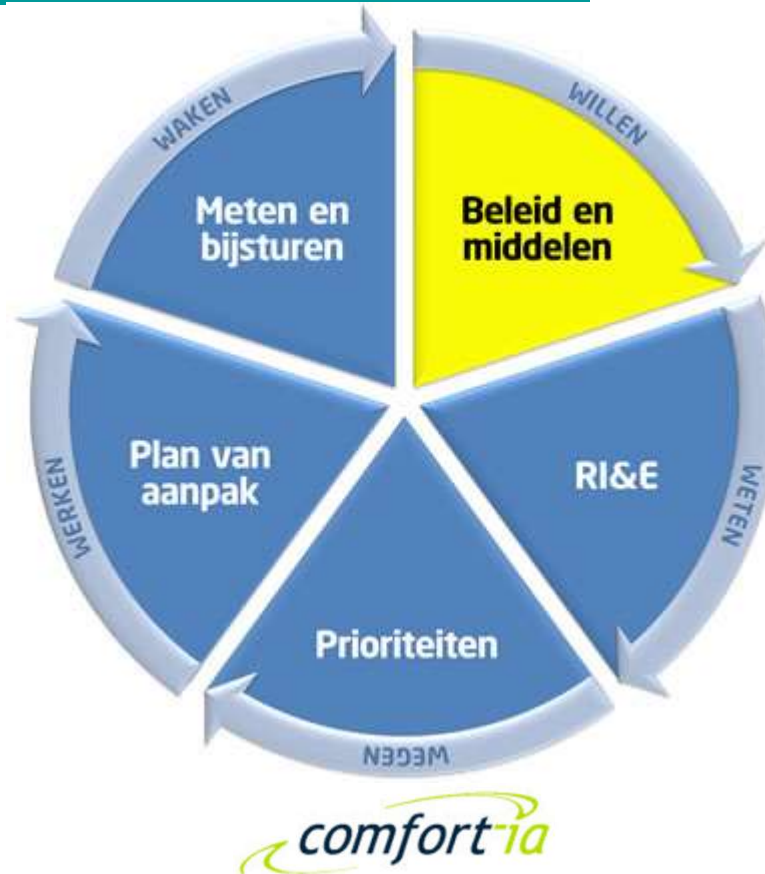 WILLEN
Beleid en
middelen
WETEN
RI&E
WEGEN
Prioriteiten
WERKEN
Plan van
aanpak
WAKEN
Meten en
bijsturen
comfort-ia